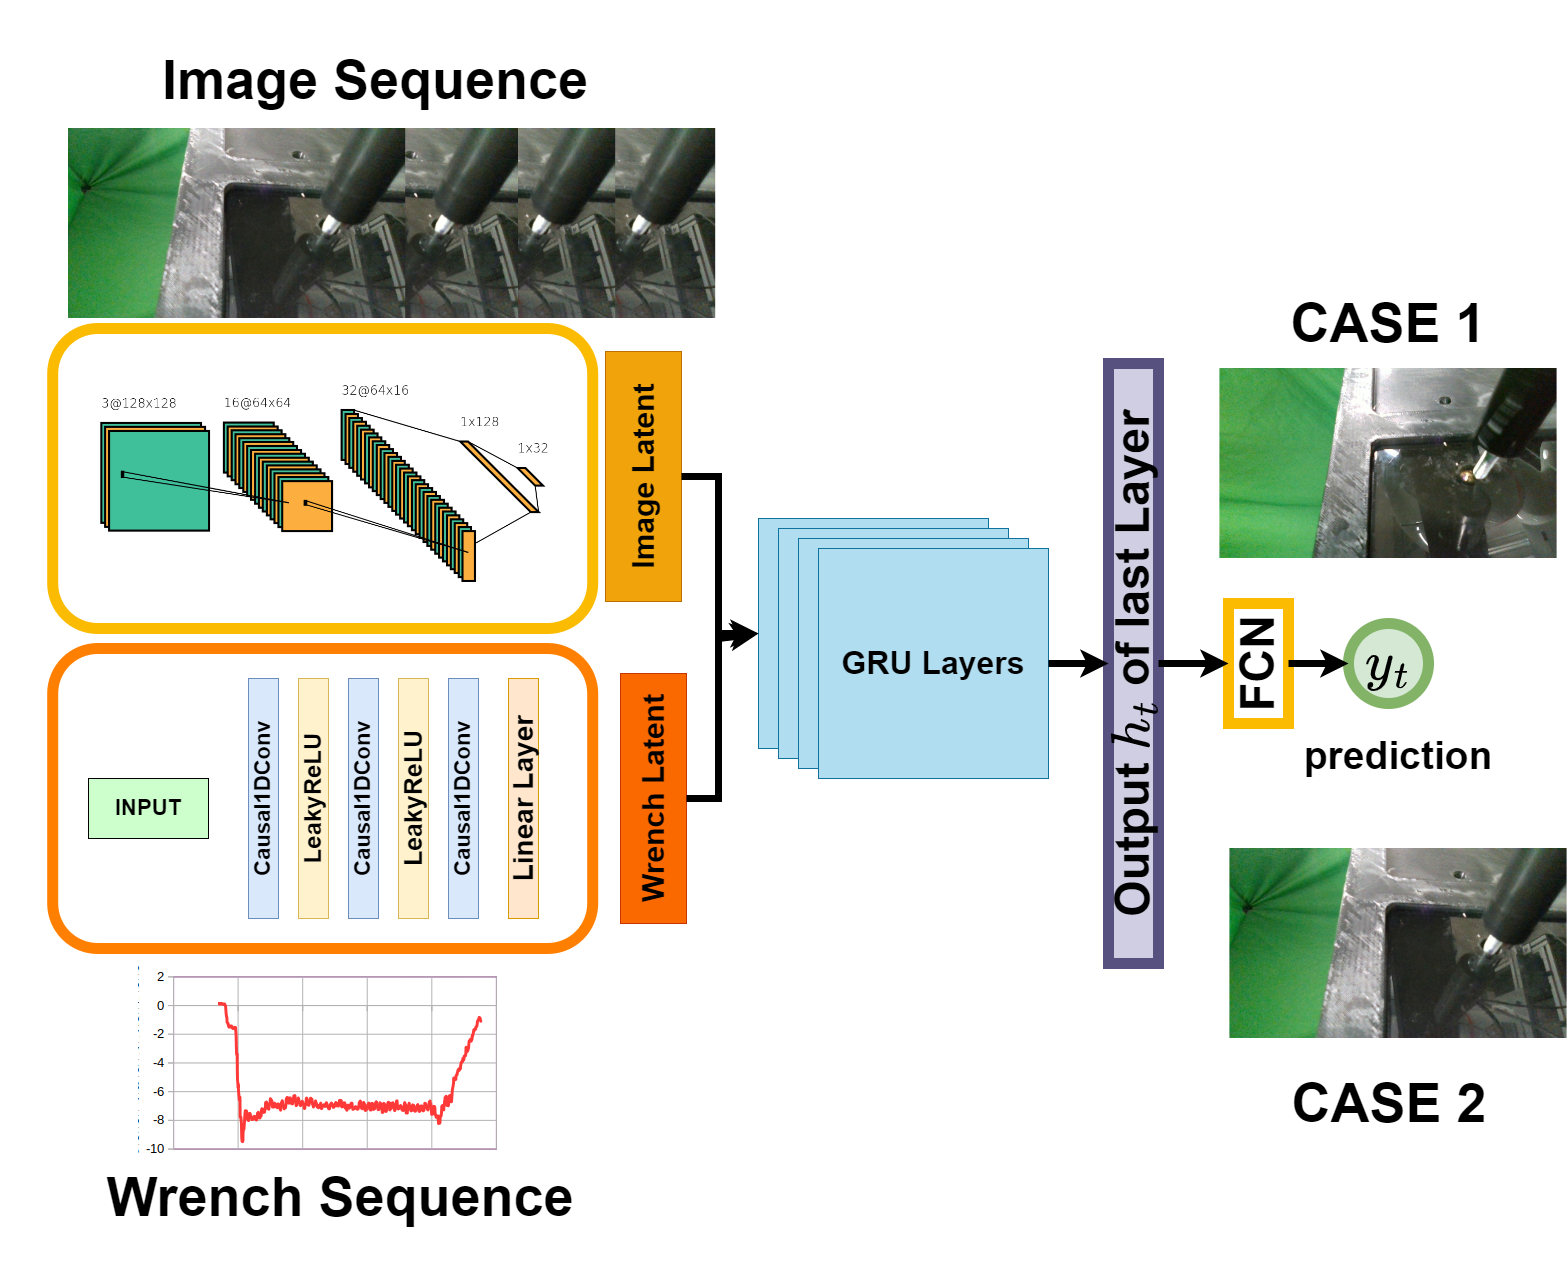 Image Sequence
3@128x128
16@64x64
32@64x16
1x128
1x32
Image Latent
INPUT
Causal1DConv
LeakyReLU
Causal1DConv
LeakyReLU
Causal1DConv
Linear Layer
Wrench Latent
2
0
-2
-4
-6
-8
-10
Wrench Sequence
GRU Layers
Output h_t of last Layer
CASE 1
FCN
y_t
prediction
CASE 2